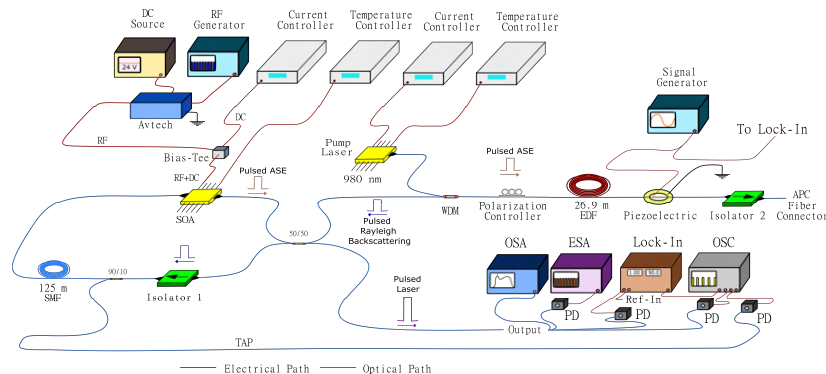 DC
Source
RF
Generator
Current
Controller
Temperature
Controller
Current
Controller
Temperature
Controller
24 V
Avtech
RF
DC
Bias-Tee
RF+DC
SOA
Pulsed ASE
Pump
Laser
980 nm
Pulsed ASE
Signal
Generator
To Lock-In
WDM
Polarization
Controller
26.9 m
EDF
Piezoelectric
Isolator 2
APC
Fiber
Connector
50/50
Pulsed
Rayleigh
Backscattering
125 m
SMF
90/10
Isolator 1
Pulsed
Laser
OSA
ESA
Lock-In
OSC
1.00
90.0
Ref-In
PD
PD
PD
PD
Output
TAP
Electrical Path
Optical Path